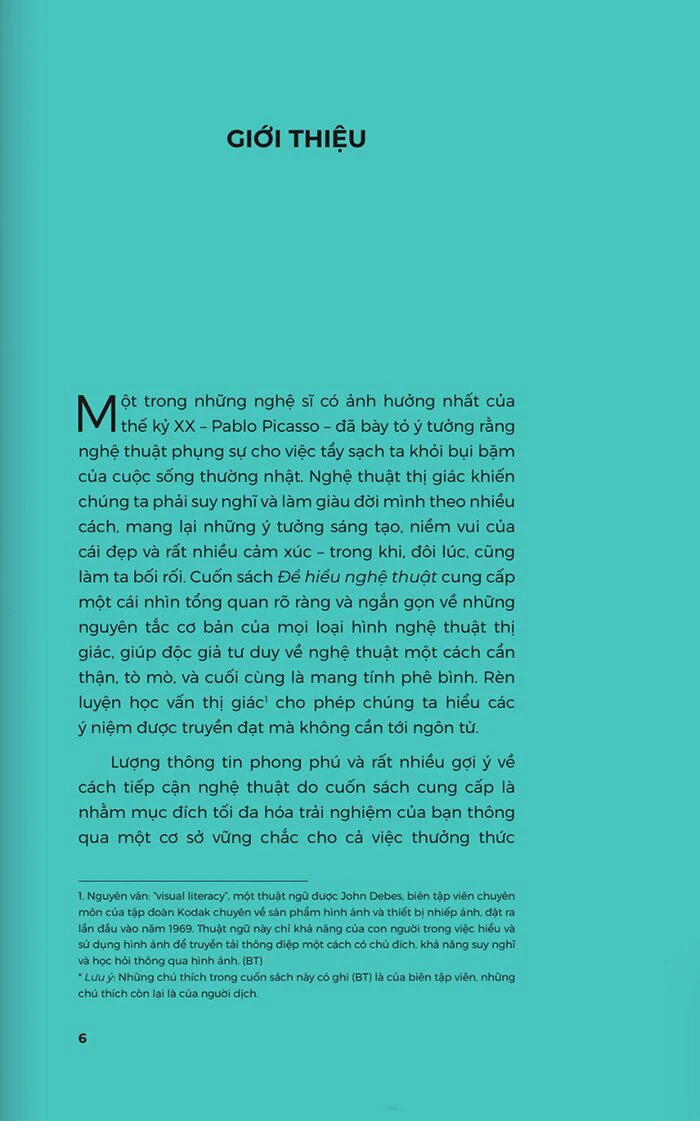 GIỚI THIỆU
Một trong những nghệ sĩ có ảnh hưởng nhất của
thế kỷ XX – Pablo Picasso – đã bày tỏ ý tưởng rằng
nghệ thuật phụng sự cho việc tẩy sạch ta khỏi bụi bặm
của cuộc sống thường nhật. Nghệ thuật thị giác khiến
chúng ta phải suy nghĩ và làm giàu đời mình theo nhiều
cách, mang lại những ý tưởng sáng tạo, niềm vui của
cái đẹp và rất nhiều cảm xúc – trong khi, đôi lúc, cũng
làm ta bối rối. Cuốn sách Để hiểu nghệ thuật cung cấp
một cái nhìn tổng quan rõ ràng và ngắn gọn về những
nguyên tắc cơ bản của mọi loại hình nghệ thuật thị
giác, giúp độc giả tư duy về nghệ thuật một cách cẩn
thận, tò mò, và cuối cùng là mang tính phê bình. Rèn
luyện học vấn thị giác¹ cho phép chúng ta hiểu các
ý niệm được truyền đạt mà không cần tới ngôn từ.
Lượng thông tin phong phú và rất nhiều gợi ý về
cách tiếp cận nghệ thuật do cuốn sách cung cấp là
nhằm mục đích tối đa hóa trải nghiệm của bạn thông
qua một cơ sở vững chắc cho cả việc thưởng thức
1. Nguyên văn: “visual literacy”, một thuật ngữ được John Debes, biên tập viên chuyên
môn của tập đoàn Kodak chuyên về sản phẩm hình ảnh và thiết bị nhiếp ảnh, đặt ra
lần đầu vào năm 1969. Thuật ngữ này chỉ khả năng của con người trong việc hiểu và
sử dụng hình ảnh để truyền tải thông điệp một cách có chủ đích, khả năng suy nghĩ
và học hỏi thông qua hình ảnh. (BT)
* Lưu ý: Những chú thích trong cuốn sách này có ghi (BT) là của biên tập viên, những
chú thích còn lại là của người dịch.
6